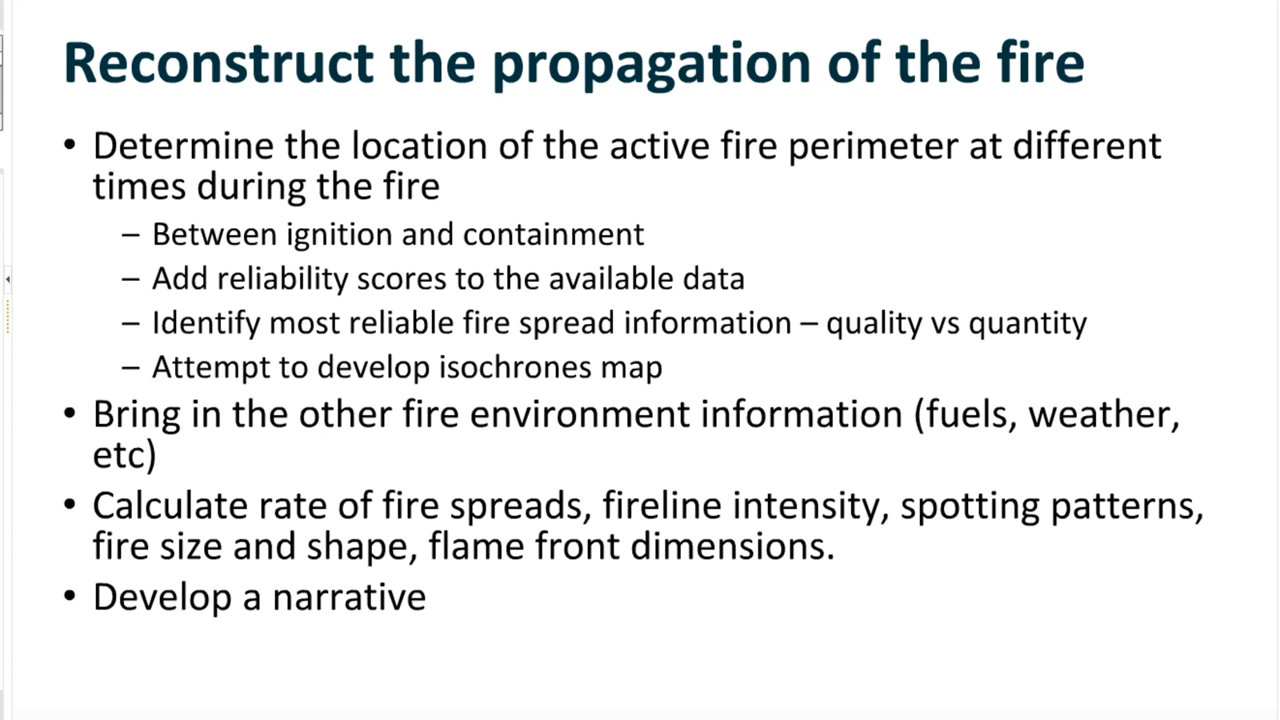 Reconstruct the propagation of the fire
• Determine the location of the active fire perimeter at different
times during the fire
– Between ignition and containment
– Add reliability scores to the available data
– Identify most reliable fire spread information – quality vs quantity
– Attempt to develop isochrones map
• Bring in the other fire environment information (fuels, weather,
etc)
• Calculate rate of fire spreads, fireline intensity, spotting patterns,
fire size and shape, flame front dimensions.
• Develop a narrative